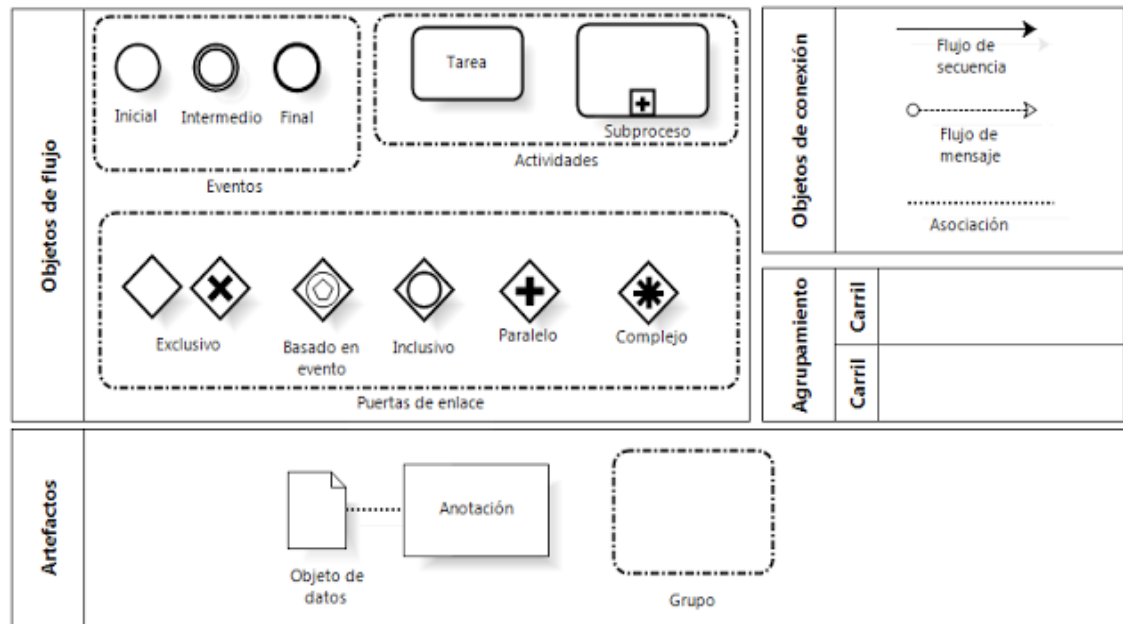 Objetos de flujo
Inicial
Intermedio
Final
Eventos
Tarea
Subproceso
Actividades
Exclusivo
Basado en
evento
Inclusivo
Paralelo
Complejo
Puertas de enlace
Objetos de conexión
Flujo de
secuencia
Flujo de
mensaje
Asociación
Agrupamiento
Carril
Carril
Artefactos
Objeto de
datos
Anotación
Grupo